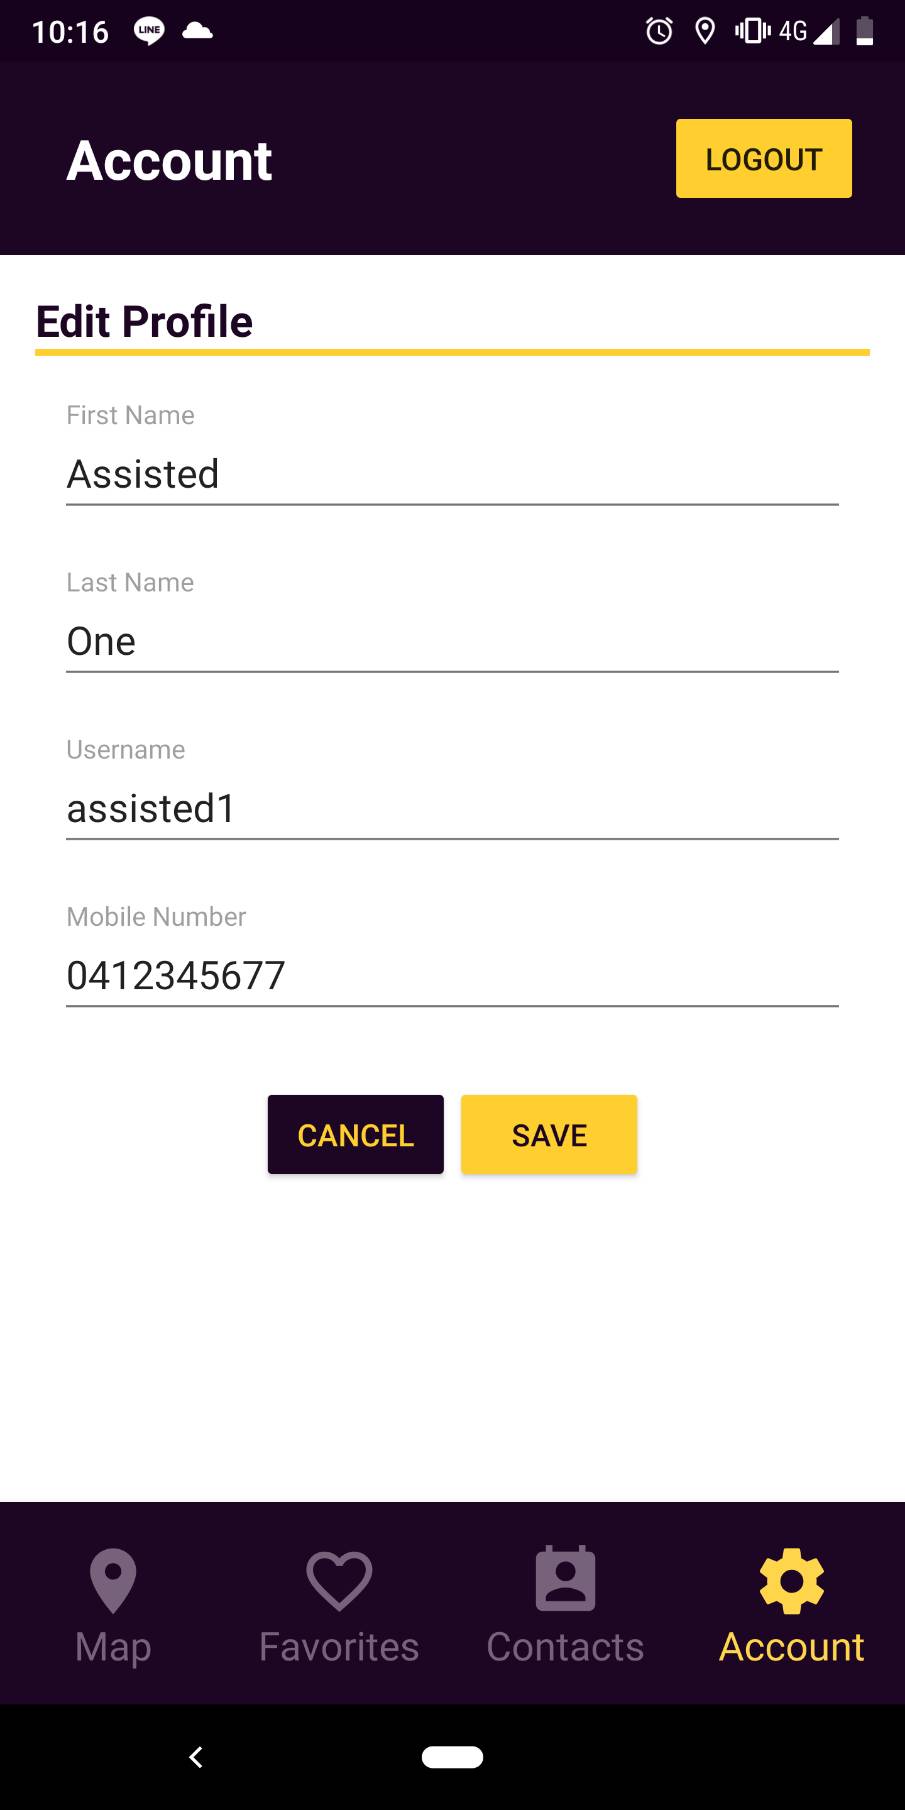 10:16 LINE 4G
Account
LOGOUT
Edit Profile
First Name
Assisted
Last Name
One
Username
assisted1
Mobile Number
0412345677
CANCEL SAVE
Map Favorites Contacts Account